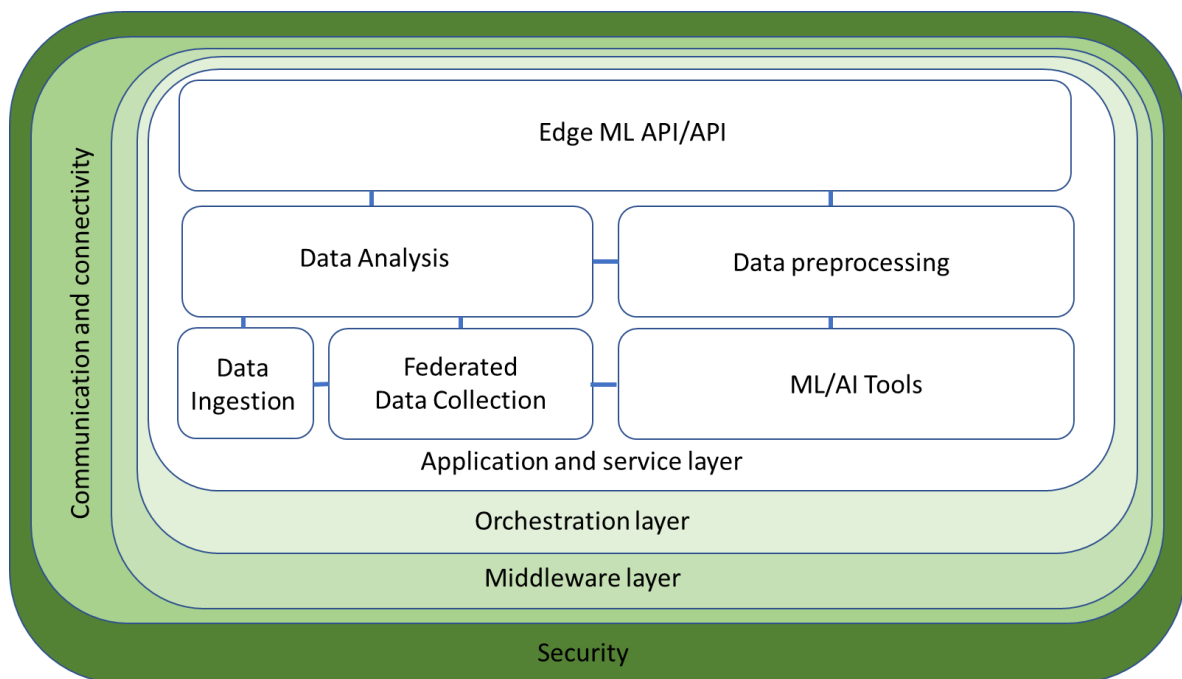 Edge ML API/API
Communication and connectivity
Data Analysis
Data preprocessing
Data
Ingestion
Federated
Data Collection
ML/AI Tools
Application and service layer
Orchestration layer
Middleware layer
Security